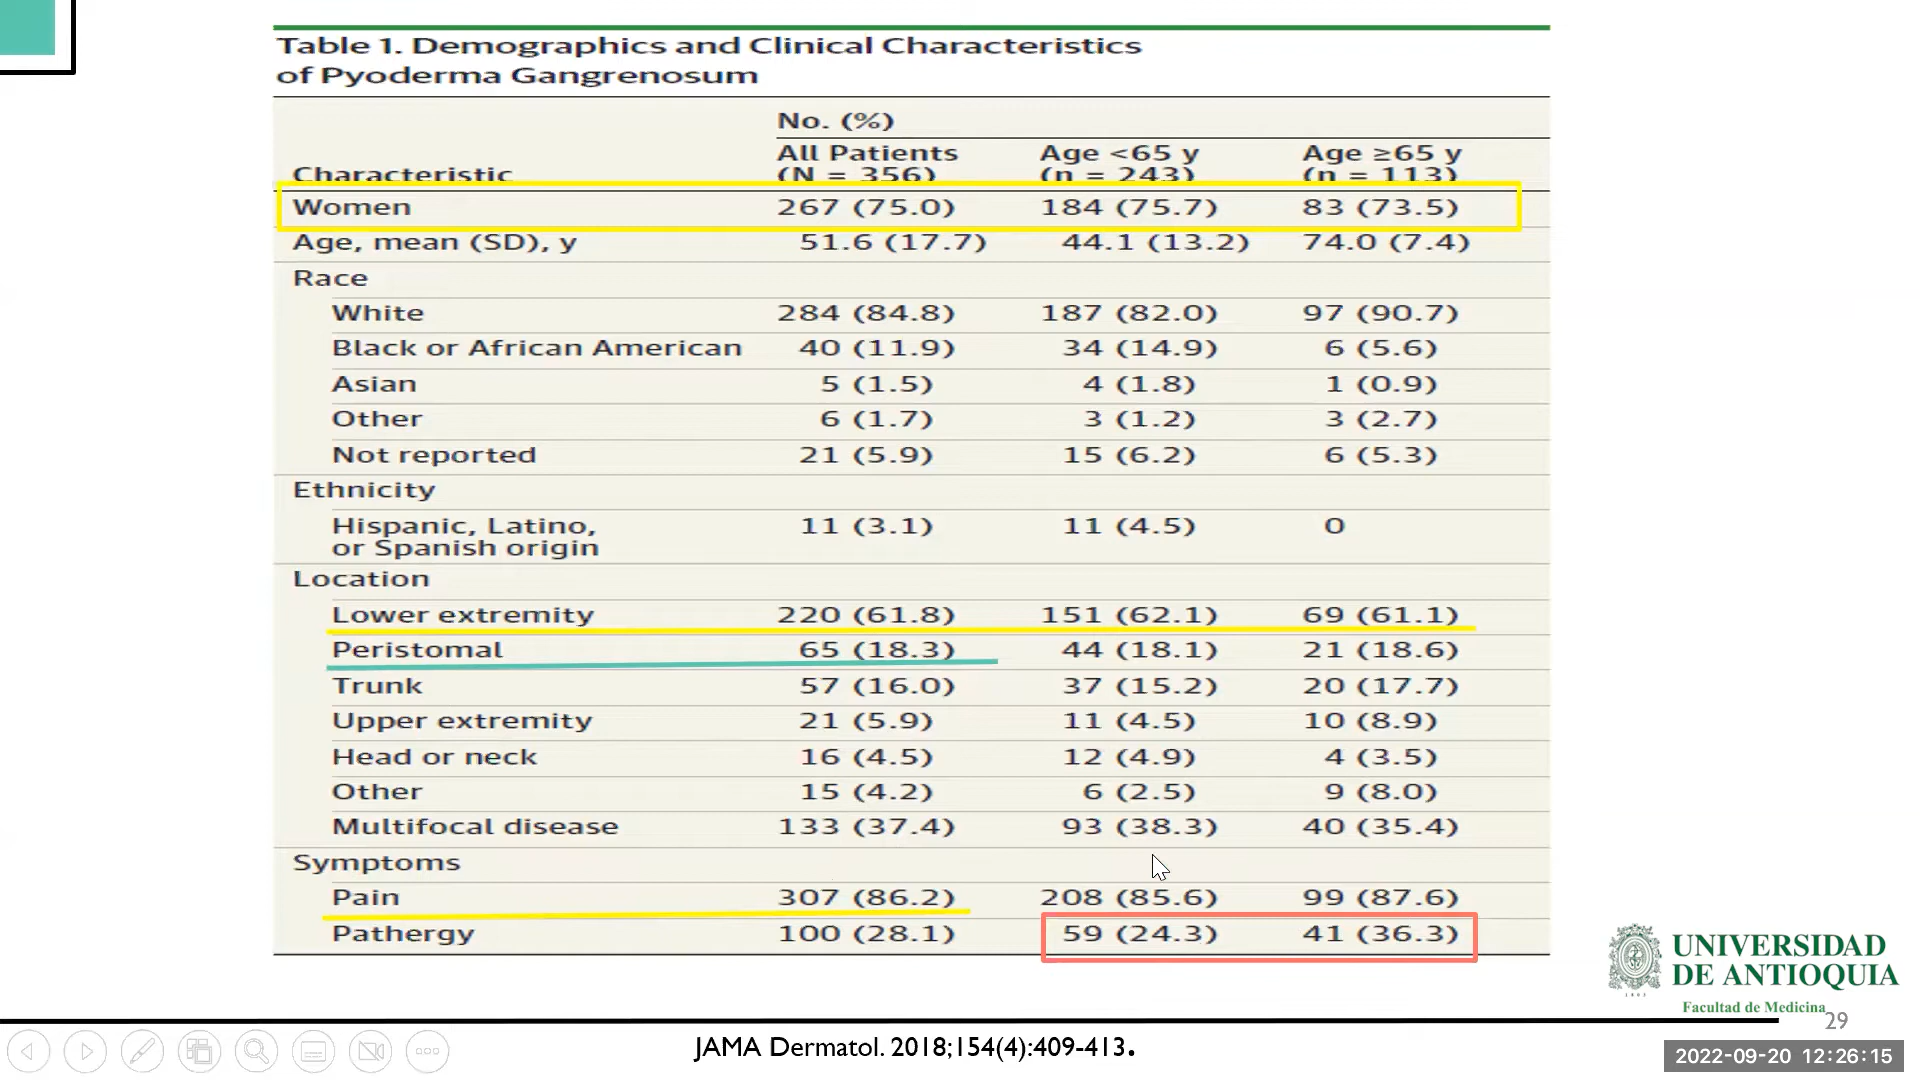 Table 1. Demographics and Clinical Characteristics
of Pyoderma Gangrenosum
No. (%)
Characteristic All Patients (N = 356) Age <65 y (n = 243) Age ≥65 y (n = 113)
Women 267 (75.0) 184 (75.7) 83 (73.5)
Age, mean (SD), y 51.6 (17.7) 44.1 (13.2) 74.0 (7.4)
Race
White 284 (84.8) 187 (82.0) 97 (90.7)
Black or African American 40 (11.9) 34 (14.9) 6 (5.6)
Asian 5 (1.5) 4 (1.8) 1 (0.9)
Other 6 (1.7) 3 (1.2) 3 (2.7)
Not reported 21 (5.9) 15 (6.2) 6 (5.3)
Ethnicity
Hispanic, Latino, 11 (3.1) 11 (4.5) 0
or Spanish origin
Location
Lower extremity 220 (61.8) 151 (62.1) 69 (61.1)
Peristomal 65 (18.3) 44 (18.1) 21 (18.6)
Trunk 57 (16.0) 37 (15.2) 20 (17.7)
Upper extremity 21 (5.9) 11 (4.5) 10 (8.9)
Head or neck 16 (4.5) 12 (4.9) 4 (3.5)
Other 15 (4.2) 6 (2.5) 9 (8.0)
Multifocal disease 133 (37.4) 93 (38.3) 40 (35.4)
Symptoms
Pain 307 (86.2) 208 (85.6) 99 (87.6)
Pathergy 100 (28.1) 59 (24.3) 41 (36.3)
UNIVERSIDAD
DE ANTIOQUIA
1803
Facultad de Medicina
29
JAMA Dermatol. 2018;154(4):409-413.
2022-09-20 12:26:15